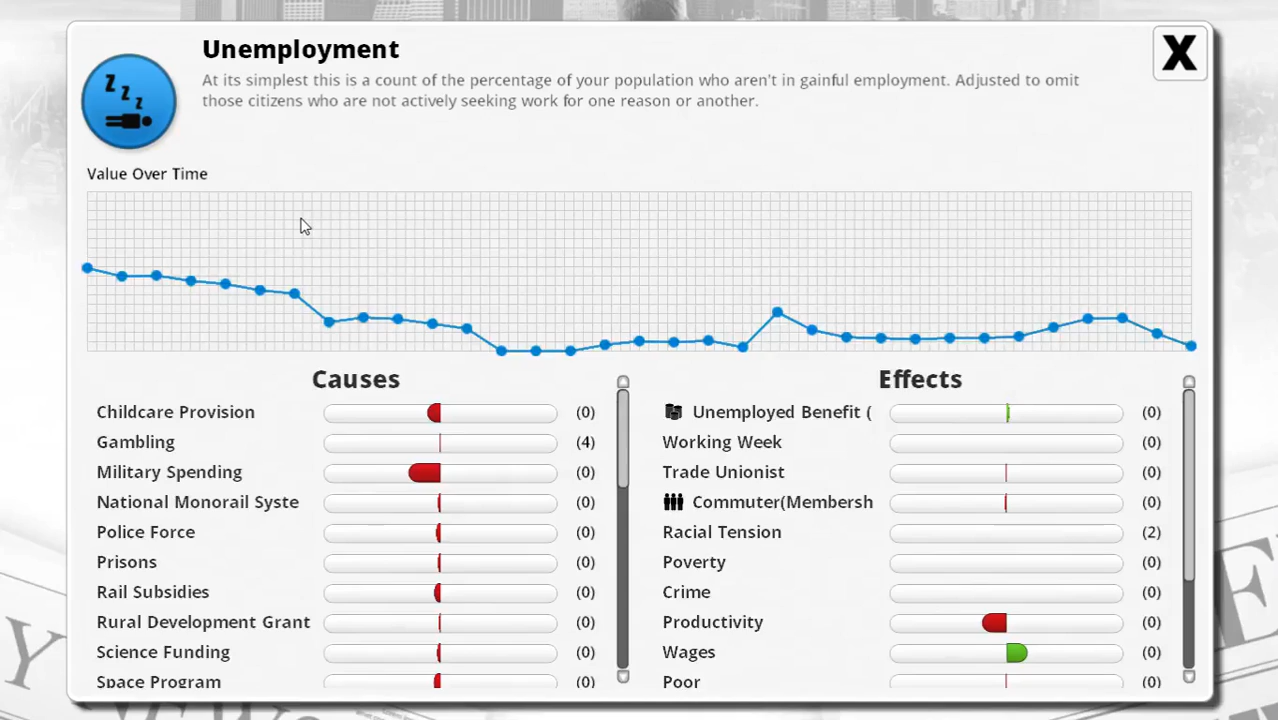 Unemployment
X
At its simplest this is a count of the percentage of your population who aren't in gainful employment. Adjusted to omit
those citizens who are not actively seeking work for one reason or another.
z
z
z
Value Over Time
Causes
Effects
Childcare Provision (0)
Unemployed Benefit ( (0)
Gambling (4)
Working Week (0)
Military Spending (0)
Trade Unionist (0)
National Monorail Syste (0)
Commuter(Membersh (0)
Police Force (0)
Racial Tension (2)
Prisons (0)
Poverty (0)
Rail Subsidies (0)
Crime (0)
Rural Development Grant (0)
Productivity (0)
Science Funding (0)
Wages (0)
Space Program (0)
Poor (0)